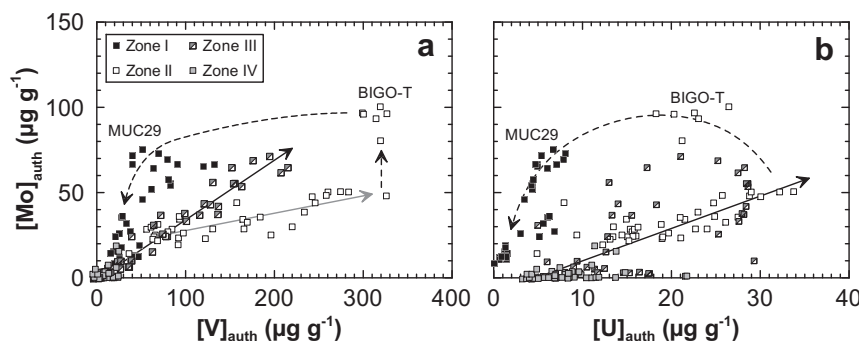 150
100
50
0
[Mo]auth (µg g-1)
Zone I
Zone III
Zone II
Zone IV
a
BIGO-T
MUC29
0
100
200
300
400
[V]auth (µg g-1)
b
BIGO-T
MUC29
0
10
20
30
40
[U]auth (µg g-1)